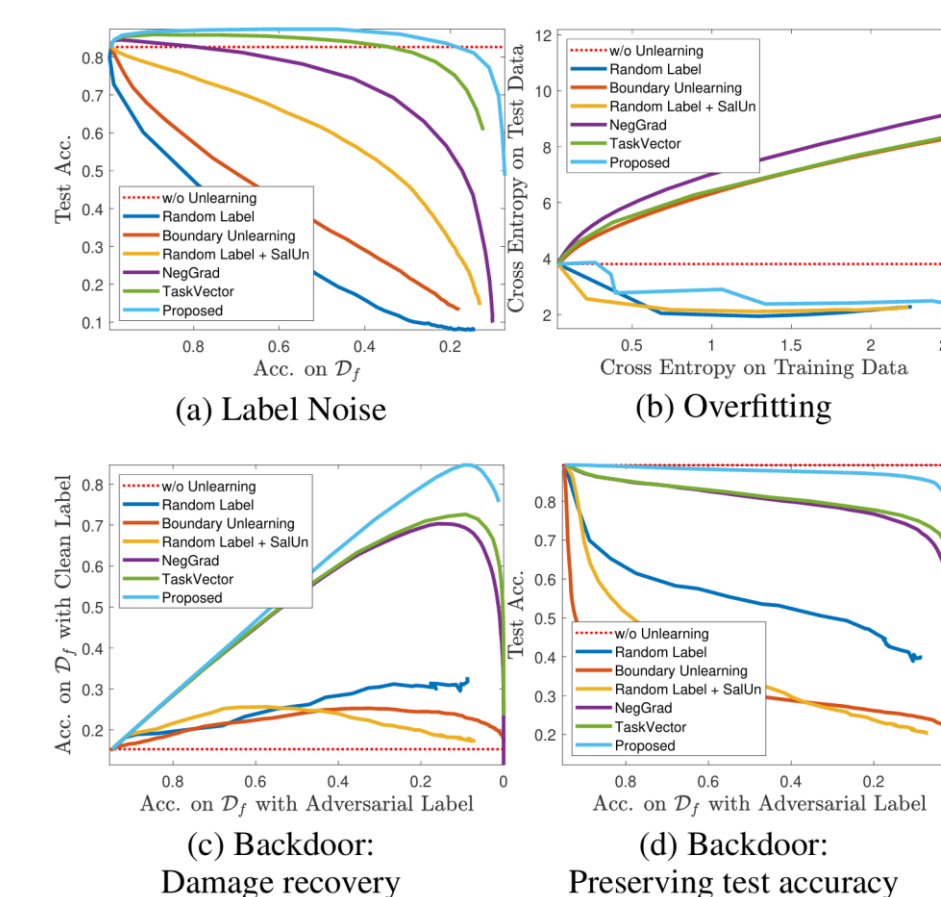 0.8
0.7
0.6
0.5
0.4
0.3
0.2
0.1
Test Acc.
w/o Unlearning
Random Label
Boundary Unlearning
Random Label + SalUn
NegGrad
TaskVector
Proposed
0.8 0.6 0.4 0.2
Acc. on 𝒟f
(a) Label Noise
12
10
8
6
4
2
Cross Entropy on Test Data
w/o Unlearning
Random Label
Boundary Unlearning
Random Label + SalUn
NegGrad
TaskVector
Proposed
0.5 1 1.5 2
Cross Entropy on Training Data
(b) Overfitting
0.8
0.7
0.6
0.5
0.4
0.3
0.2
Acc. on 𝒟f with Clean Label
w/o Unlearning
Random Label
Boundary Unlearning
Random Label + SalUn
NegGrad
TaskVector
Proposed
0.8 0.6 0.4 0.2 0
Acc. on 𝒟f with Adversarial Label
(c) Backdoor:
Damage recovery
0.8
0.7
0.6
0.5
0.4
0.3
0.2
Test Acc.
w/o Unlearning
Random Label
Boundary Unlearning
Random Label + SalUn
NegGrad
TaskVector
Proposed
0.8 0.6 0.4 0.2
Acc. on 𝒟f with Adversarial Label
(d) Backdoor:
Preserving test accuracy